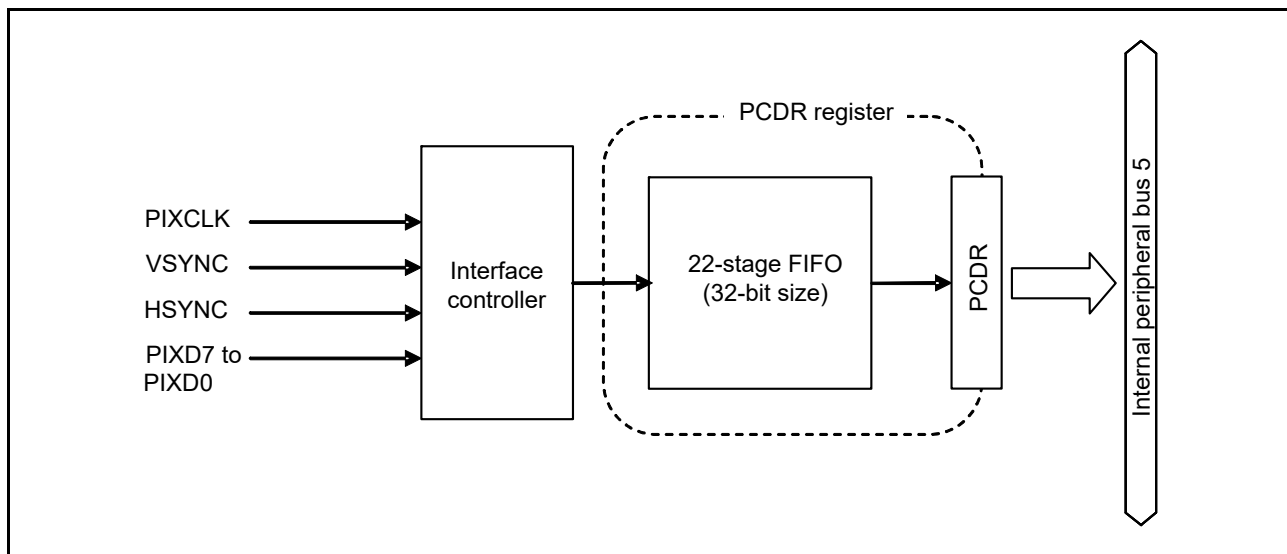 PCDR register
PIXCLK
VSYNC
HSYNC
PIXD7 to
PIXD0
Interface
controller
22-stage FIFO
(32-bit size)
PCDR
Internal peripheral bus 5